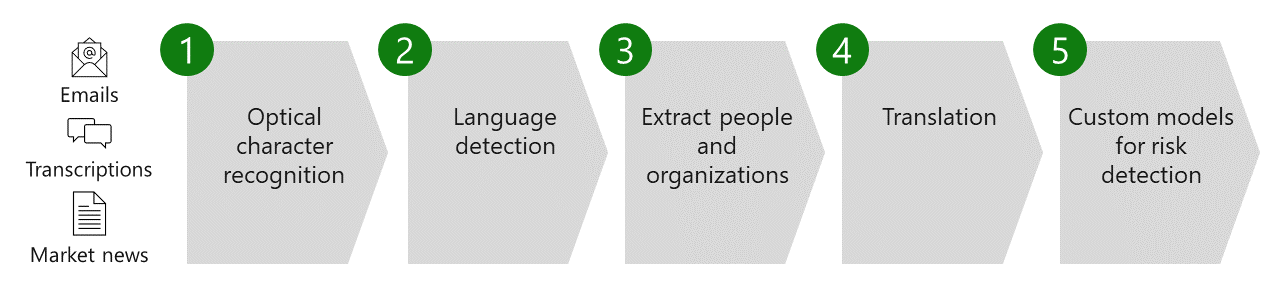 Emails
Transcriptions
Market news
1
Optical
character
recognition
2
Language
detection
3
Extract people
and
organizations
4
Translation
5
Custom models
for risk
detection